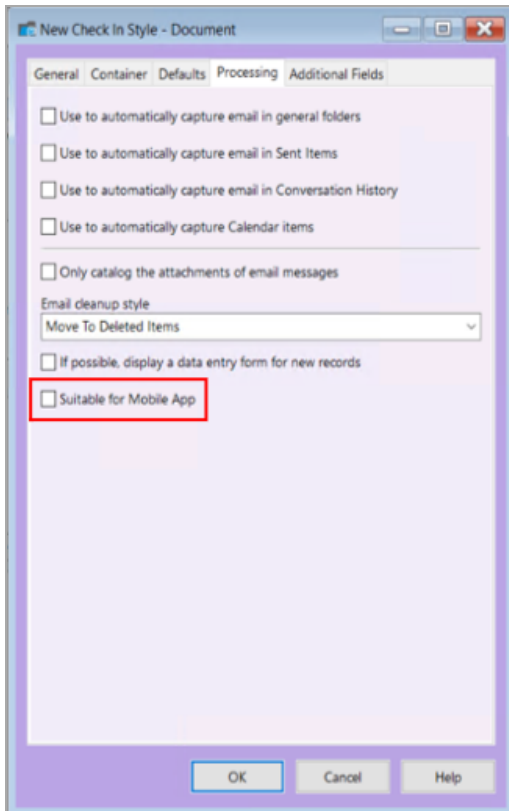 New Check In Style - Document
General Container Defaults Processing Additional Fields
Use to automatically capture email in general folders
Use to automatically capture email in Sent Items
Use to automatically capture email in Conversation History
Use to automatically capture Calendar items
Only catalog the attachments of email messages
Email cleanup style
Move To Deleted Items
If possible, display a data entry form for new records
Suitable for Mobile App
OK Cancel Help